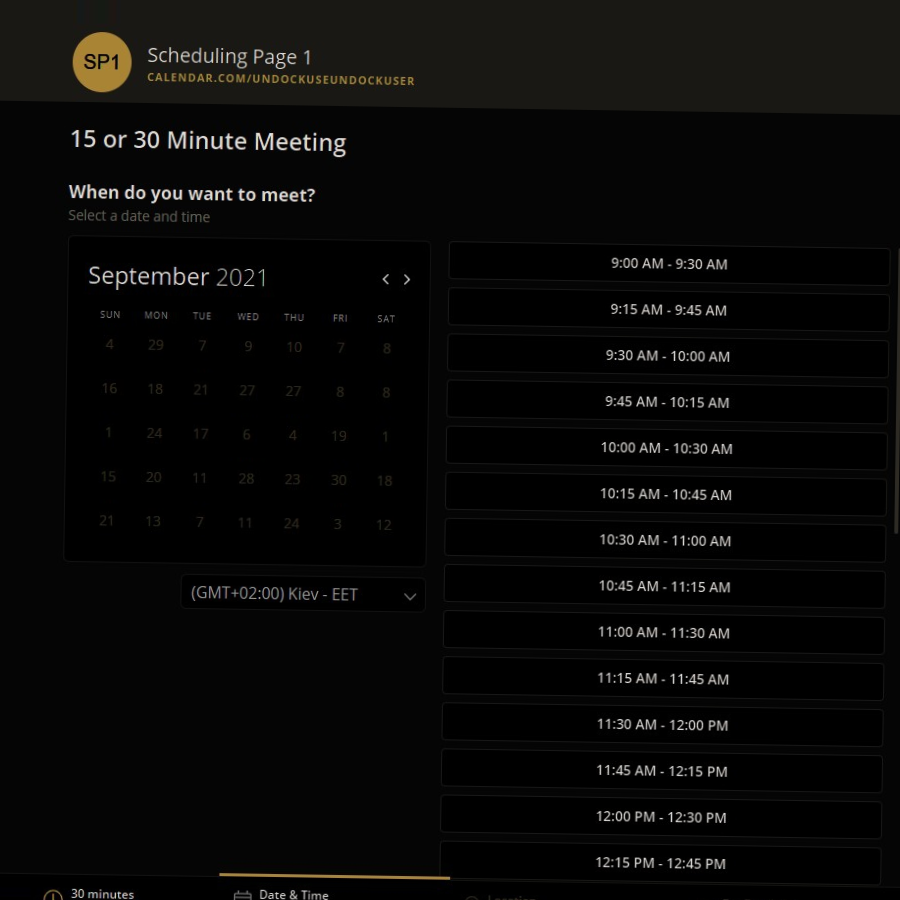 SP1
Scheduling Page 1
CALENDAR.COM/UNDOCKUSEUNDOCKUSER
15 or 30 Minute Meeting
When do you want to meet?
Select a date and time
September 2021
SUN MON TUE WED THU FRI SAT
4 29 7 9 10 7 8
16 18 21 27 27 8 8
1 24 17 6 4 19 1
15 20 11 28 23 30 18
21 13 7 11 24 3 12
(GMT+02:00) Kiev - EET
9:00 AM - 9:30 AM
9:15 AM - 9:45 AM
9:30 AM - 10:00 AM
9:45 AM - 10:15 AM
10:00 AM - 10:30 AM
10:15 AM - 10:45 AM
10:30 AM - 11:00 AM
10:45 AM - 11:15 AM
11:00 AM - 11:30 AM
11:15 AM - 11:45 AM
11:30 AM - 12:00 PM
11:45 AM - 12:15 PM
12:00 PM - 12:30 PM
12:15 PM - 12:45 PM
30 minutes
Date & Time